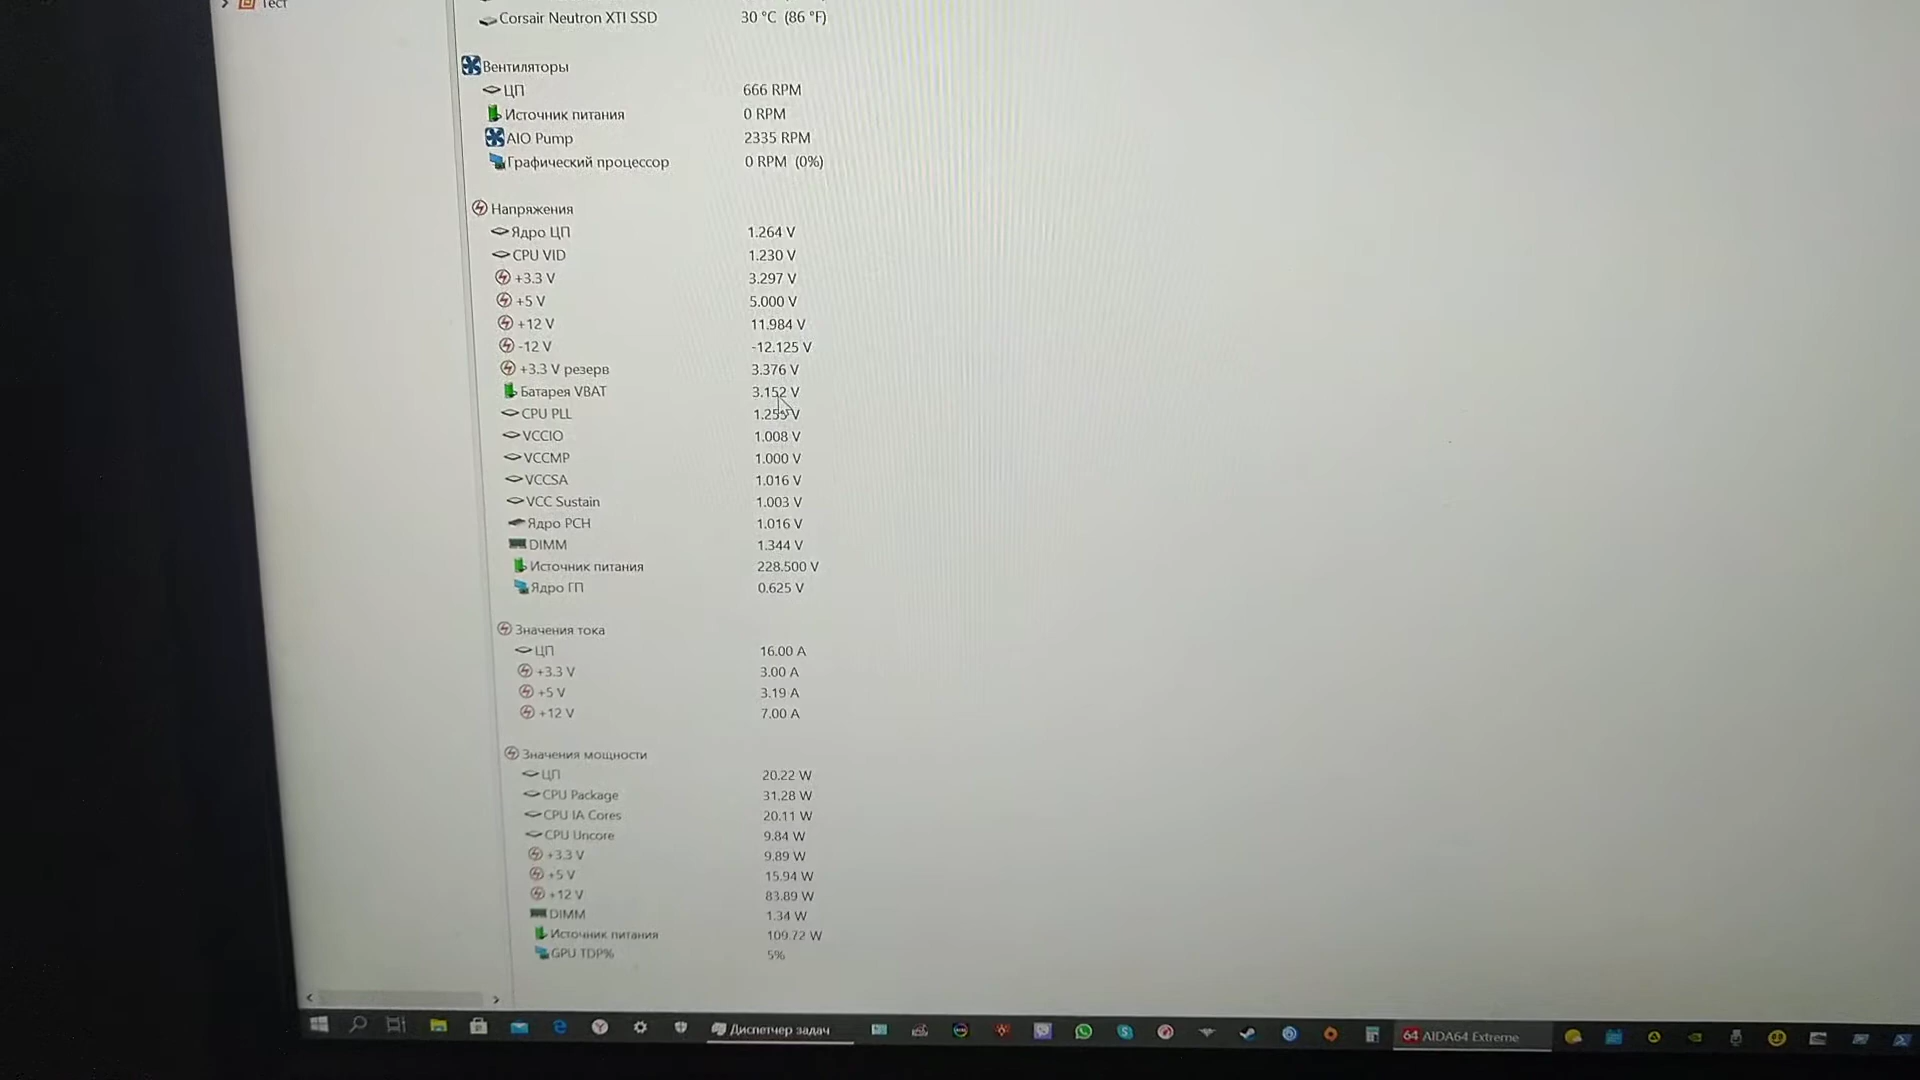 Тест
Corsair Neutron XTI SSD 30 °C (86 °F)
Вентиляторы
ЦП 666 RPM
Источник питания 0 RPM
AIO Pump 2335 RPM
Графический процессор 0 RPM (0%)
Напряжения
Ядро ЦП 1.264 V
CPU VID 1.230 V
+3.3 V 3.297 V
+5 V 5.000 V
+12 V 11.984 V
-12 V -12.125 V
+3.3 V резерв 3.376 V
Батарея VBAT 3.152 V
CPU PLL 1.255 V
VCCIO 1.008 V
VCCMP 1.000 V
VCCSA 1.016 V
VCC Sustain 1.003 V
Ядро PCH 1.016 V
DIMM 1.344 V
Источник питания 228.500 V
Ядро ГП 0.625 V
Значения тока
ЦП 16.00 A
+3.3 V 3.00 A
+5 V 3.19 A
+12 V 7.00 A
Значения мощности
ЦП 20.22 W
CPU Package 31.28 W
CPU IA Cores 20.11 W
CPU Uncore 9.84 W
+3.3 V 9.89 W
+5 V 15.94 W
+12 V 83.89 W
DIMM 1.34 W
Источник питания 109.72 W
GPU TDP% 5%
Диспетчер задач
64 AIDA64 Extreme